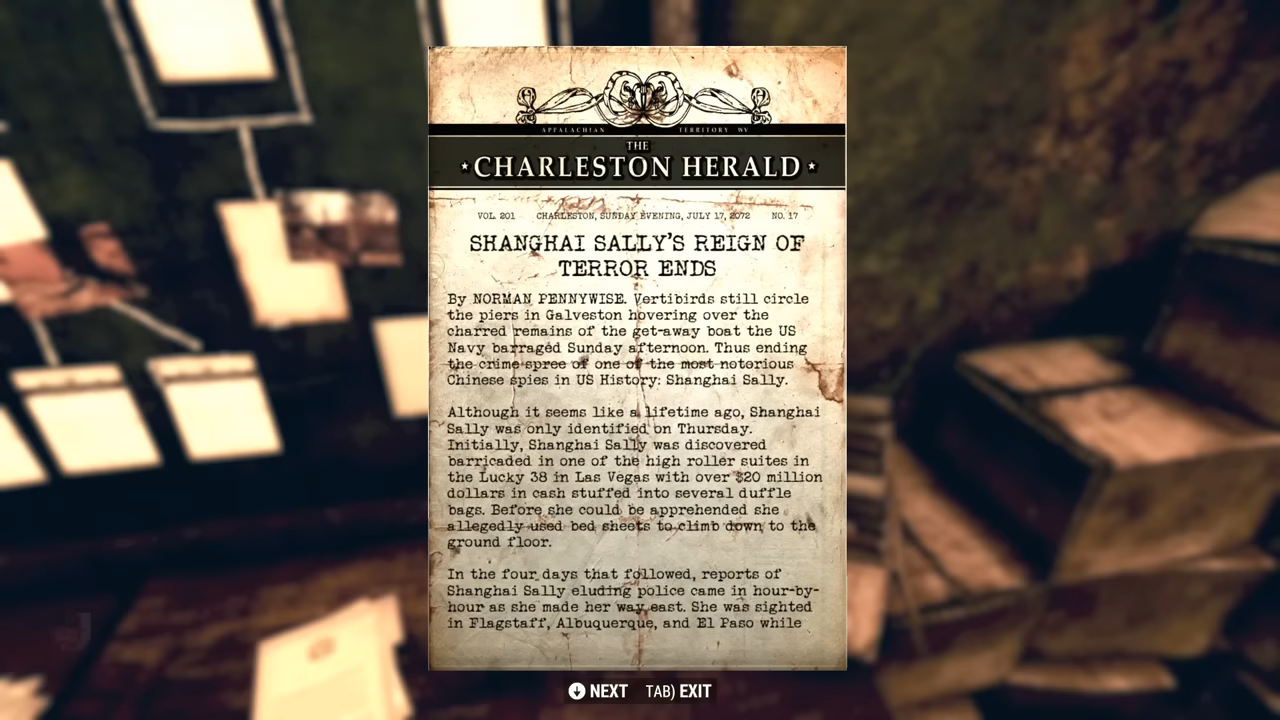 APPALACHIAN TERRITORY WV
THE
CHARLESTON HERALD
VOL. 201 CHARLESTON, SUNDAY EVENING, JULY 17, 2072 NO. 17
SHANGHAI SALLY'S REIGN OF
TERROR ENDS
By NORMAN PENNYWISE. Vertibirds still circle
the piers in Galveston hovering over the
charred remains of the get-away boat the US
Navy barraged Sunday afternoon. Thus ending
the crime spree of one of the most notorious
Chinese spies in US History: Shanghai Sally.
Although it seems like a lifetime ago, Shanghai
Sally was only identified on Thursday.
Initially, Shanghai Sally was discovered
barricaded in one of the high roller suites in
the Lucky 38 in Las Vegas with over $20 million
dollars in cash stuffed into several duffle
bags. Before she could be apprehended she
allegedly used bed sheets to climb down to the
ground floor.
In the four days that followed, reports of
Shanghai Sally eluding police came in hour-by-
hour as she made her way east. She was sighted
in Flagstaff, Albuquerque, and El Paso while
NEXT TAB) EXIT